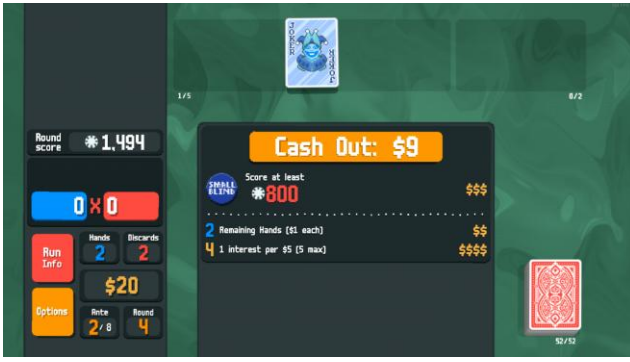 JOKER
JOKER
1/5
0/2
Round score
1,494
Cash Out: $9
SMALL BLIND
Score at least
800
$$$
0 X 0
2 Remaining Hands [$1 each]
$$
4 1 interest per $5 [5 max]
$$$$
Run Info
Hands
2
Discards
2
$20
Options
Ante
2/8
Round
4
52/52